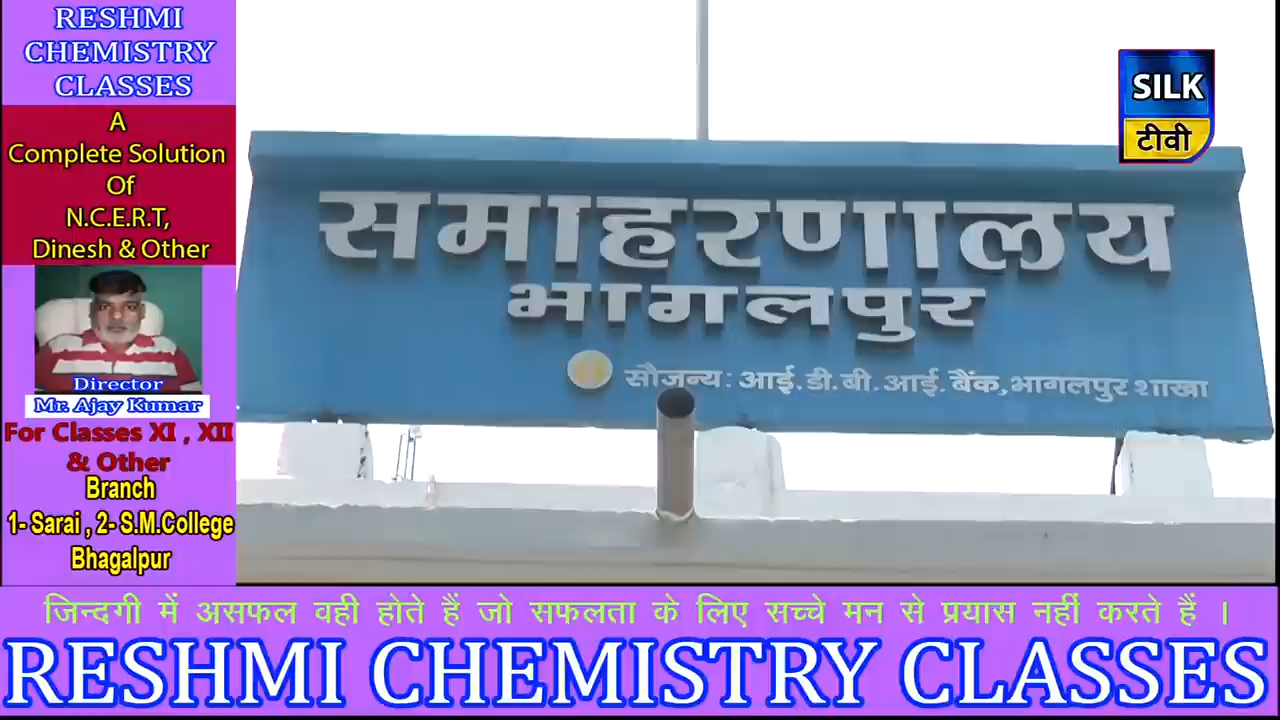 RESHMI
CHEMISTRY
CLASSES
A
Complete Solution
Of
N.C.E.R.T,
Dinesh & Other
Director
Mr. Ajay Kumar
For Classes XI , XII
& Other
Branch
1- Sarai , 2- S.M.College
Bhagalpur
SILK
टीवी
समाहरणालय
भागलपुर
सौजन्य: आई.डी.बी.आई. बैंक,भागलपुर शाखा
जिन्दगी में असफल वही होते हैं जो सफलता के लिए सच्चे मन से प्रयास नहीं करते हैं ।
RESHMI CHEMISTRY CLASSES